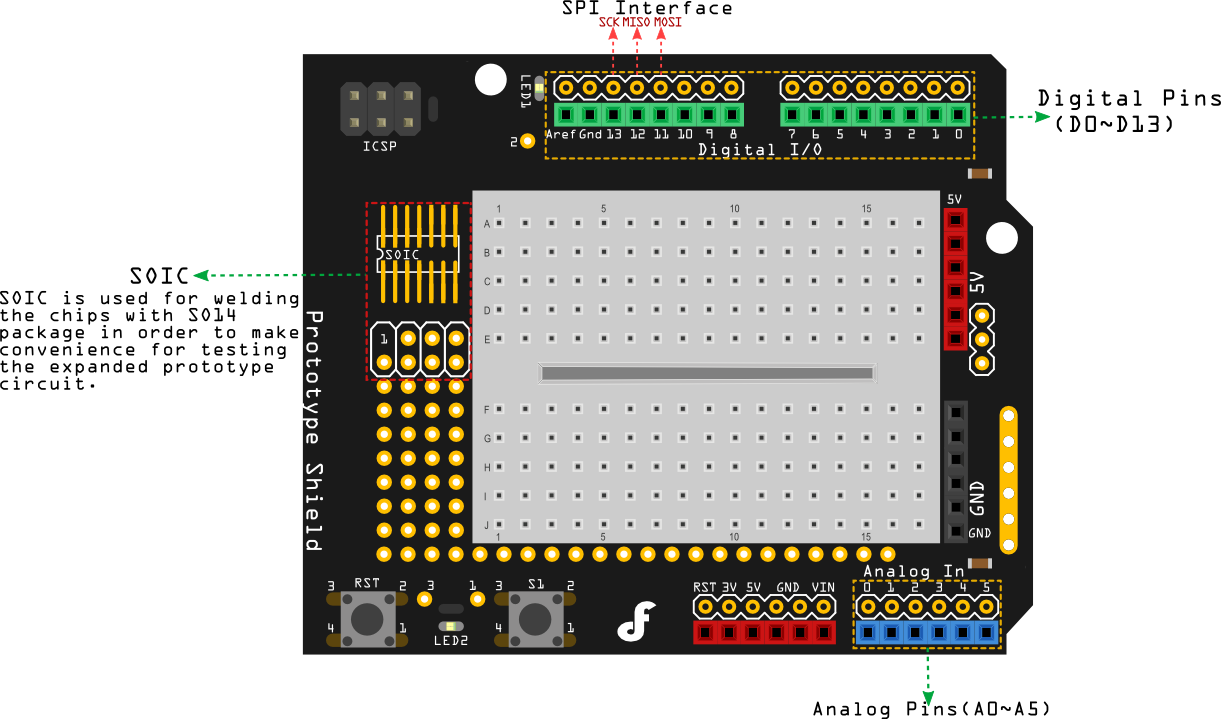 SPI Interface
SCK MISO MOSI
LED1
Digital Pins
(D0~D13)
Aref Gnd 13 12 11 10 9 8 7 6 5 4 3 2 1 0
Digital I/O
2
ICSP
5V
1 5 10 15
A
B
C
D
E
SOIC
SOIC
SOIC is used for welding
the chips with SO14
package in order to make
convenience for testing
the expanded prototype
circuit.
1
5V
Prototype Shield
F
G
H
I
J
1 5 10 15
GND
GND
Analog In
0 1 2 3 4 5
3 RST 2
4 1
3 1
LED2
3 S1 2
4 1
RST 3V 5V GND VIN
Analog Pins(A0~A5)